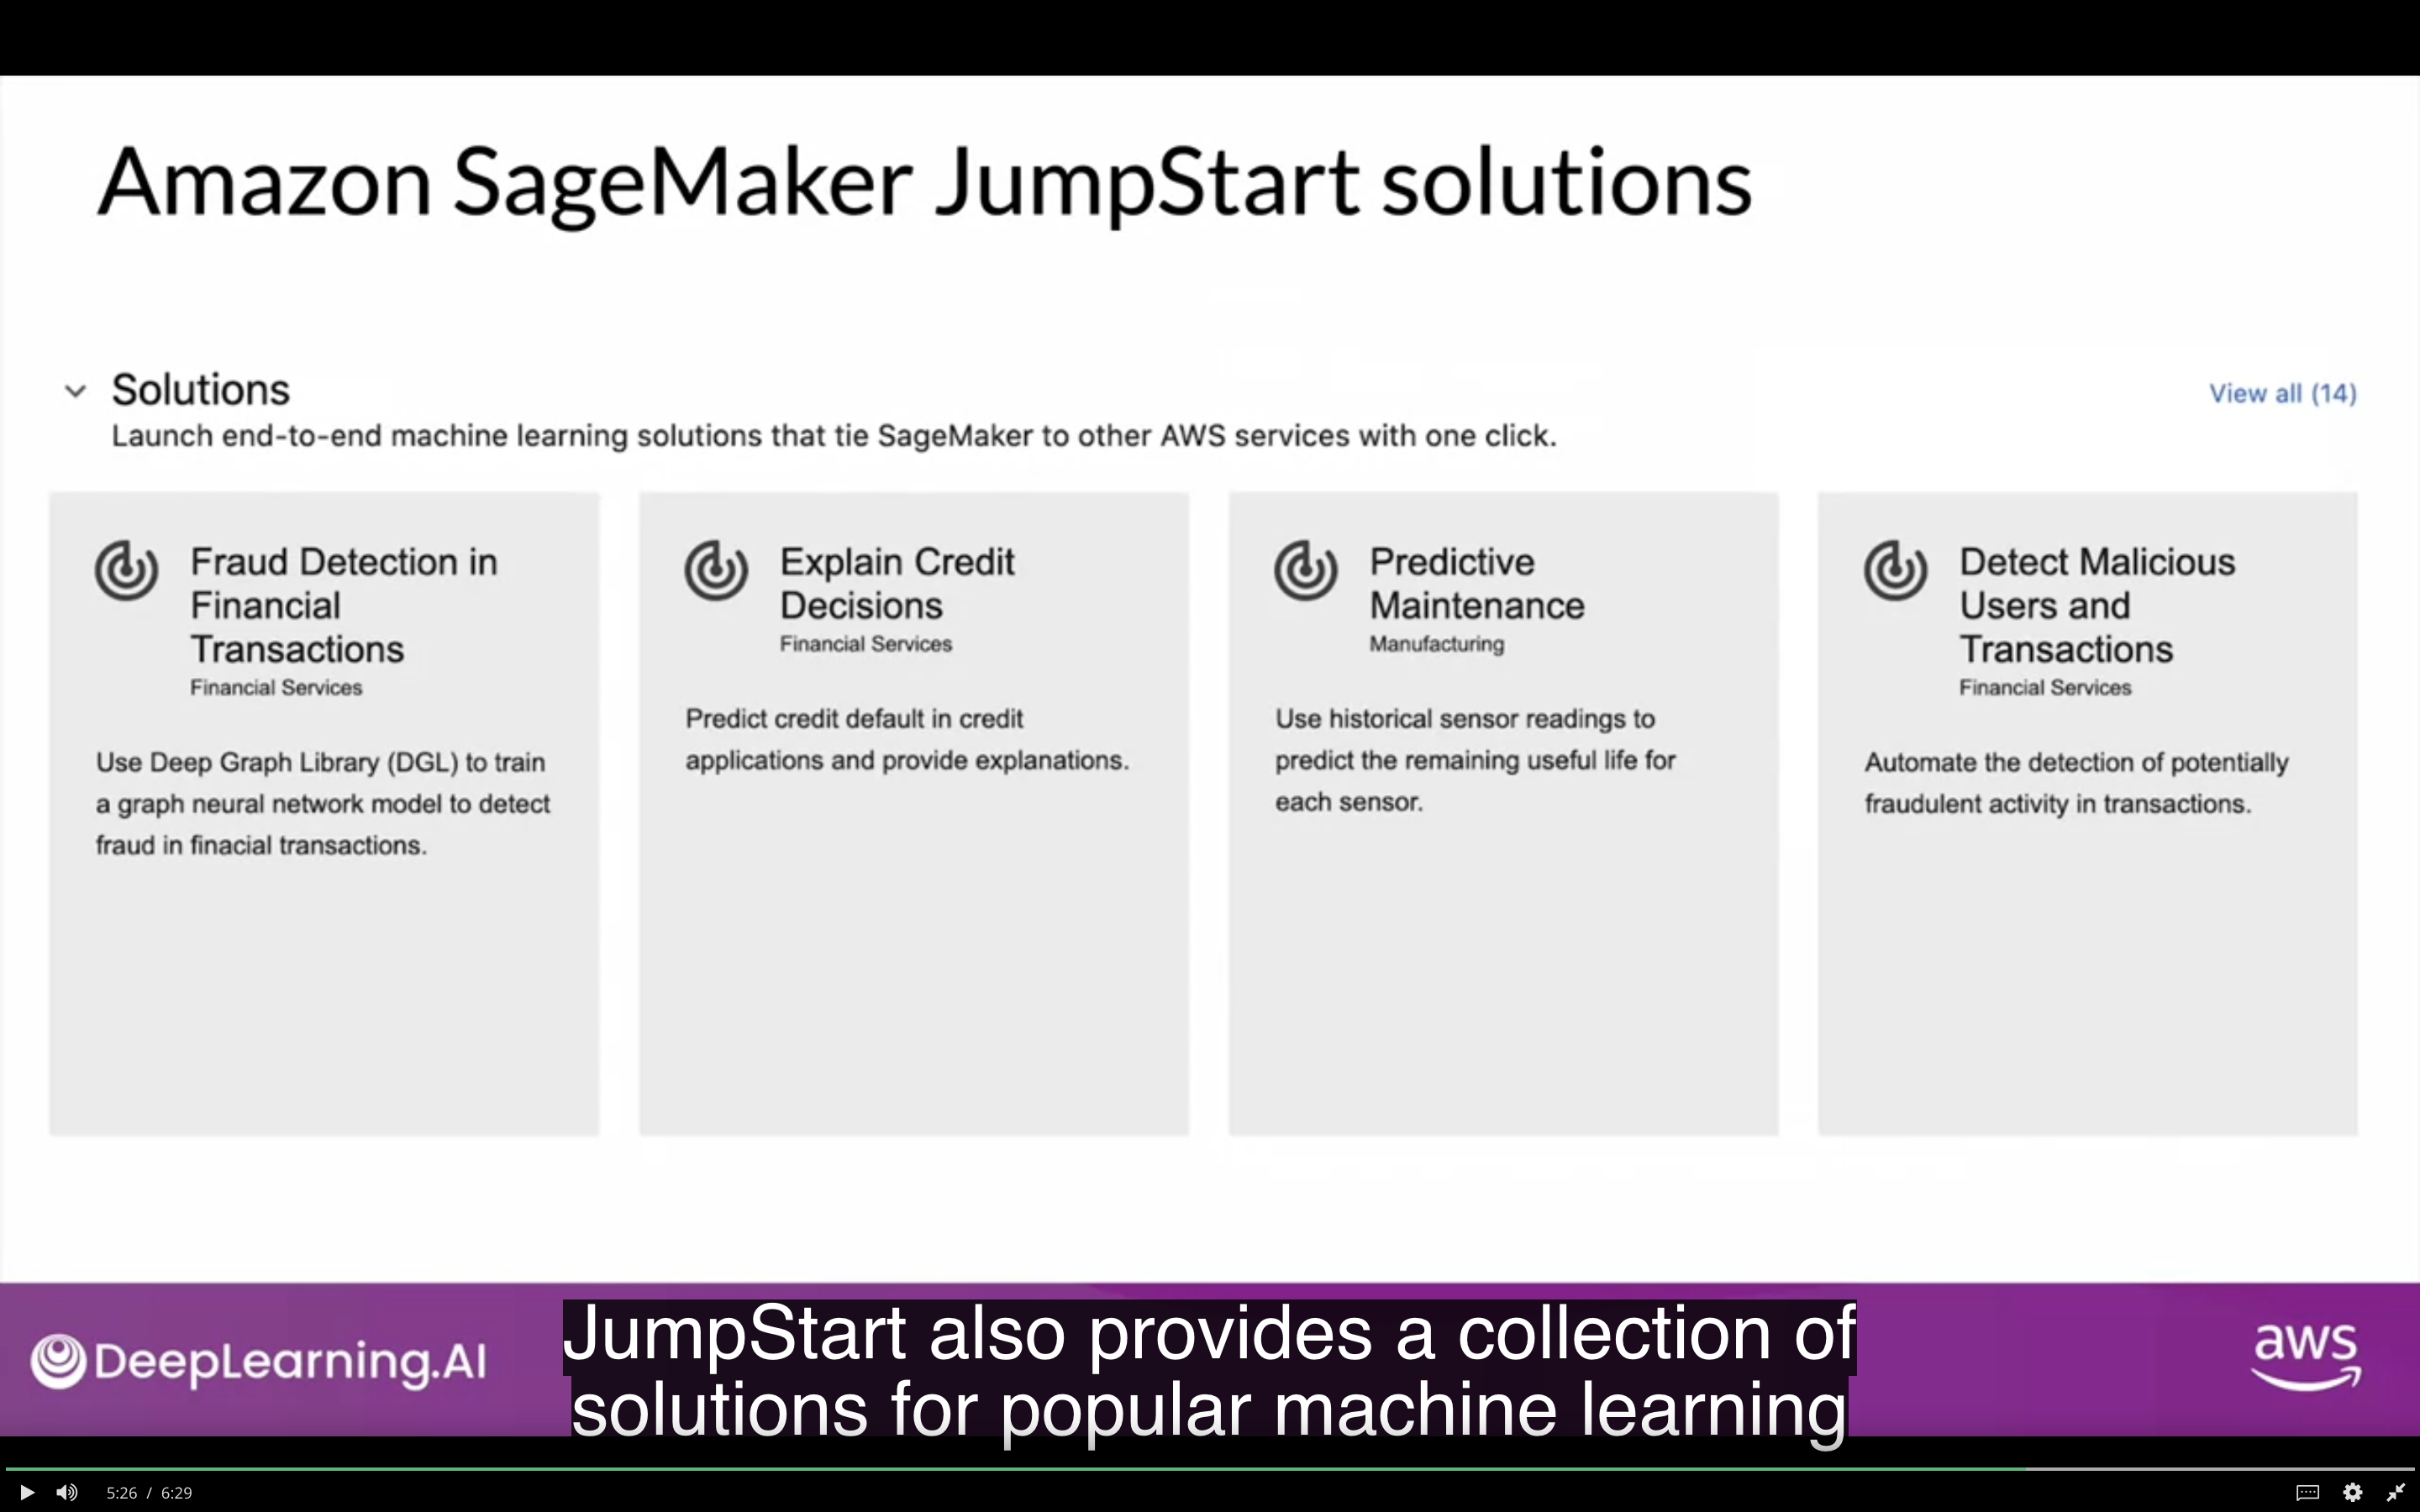 Amazon SageMaker JumpStart solutions
Solutions
View all (14)
Launch end-to-end machine learning solutions that tie SageMaker to other AWS services with one click.
Fraud Detection in
Financial
Transactions
Financial Services
Use Deep Graph Library (DGL) to train
a graph neural network model to detect
fraud in finacial transactions.
Explain Credit
Decisions
Financial Services
Predict credit default in credit
applications and provide explanations.
Predictive
Maintenance
Manufacturing
Use historical sensor readings to
predict the remaining useful life for
each sensor.
Detect Malicious
Users and
Transactions
Financial Services
Automate the detection of potentially
fraudulent activity in transactions.
DeepLearning.AI
JumpStart also provides a collection of
solutions for popular machine learning
aws
5:26 / 6:29